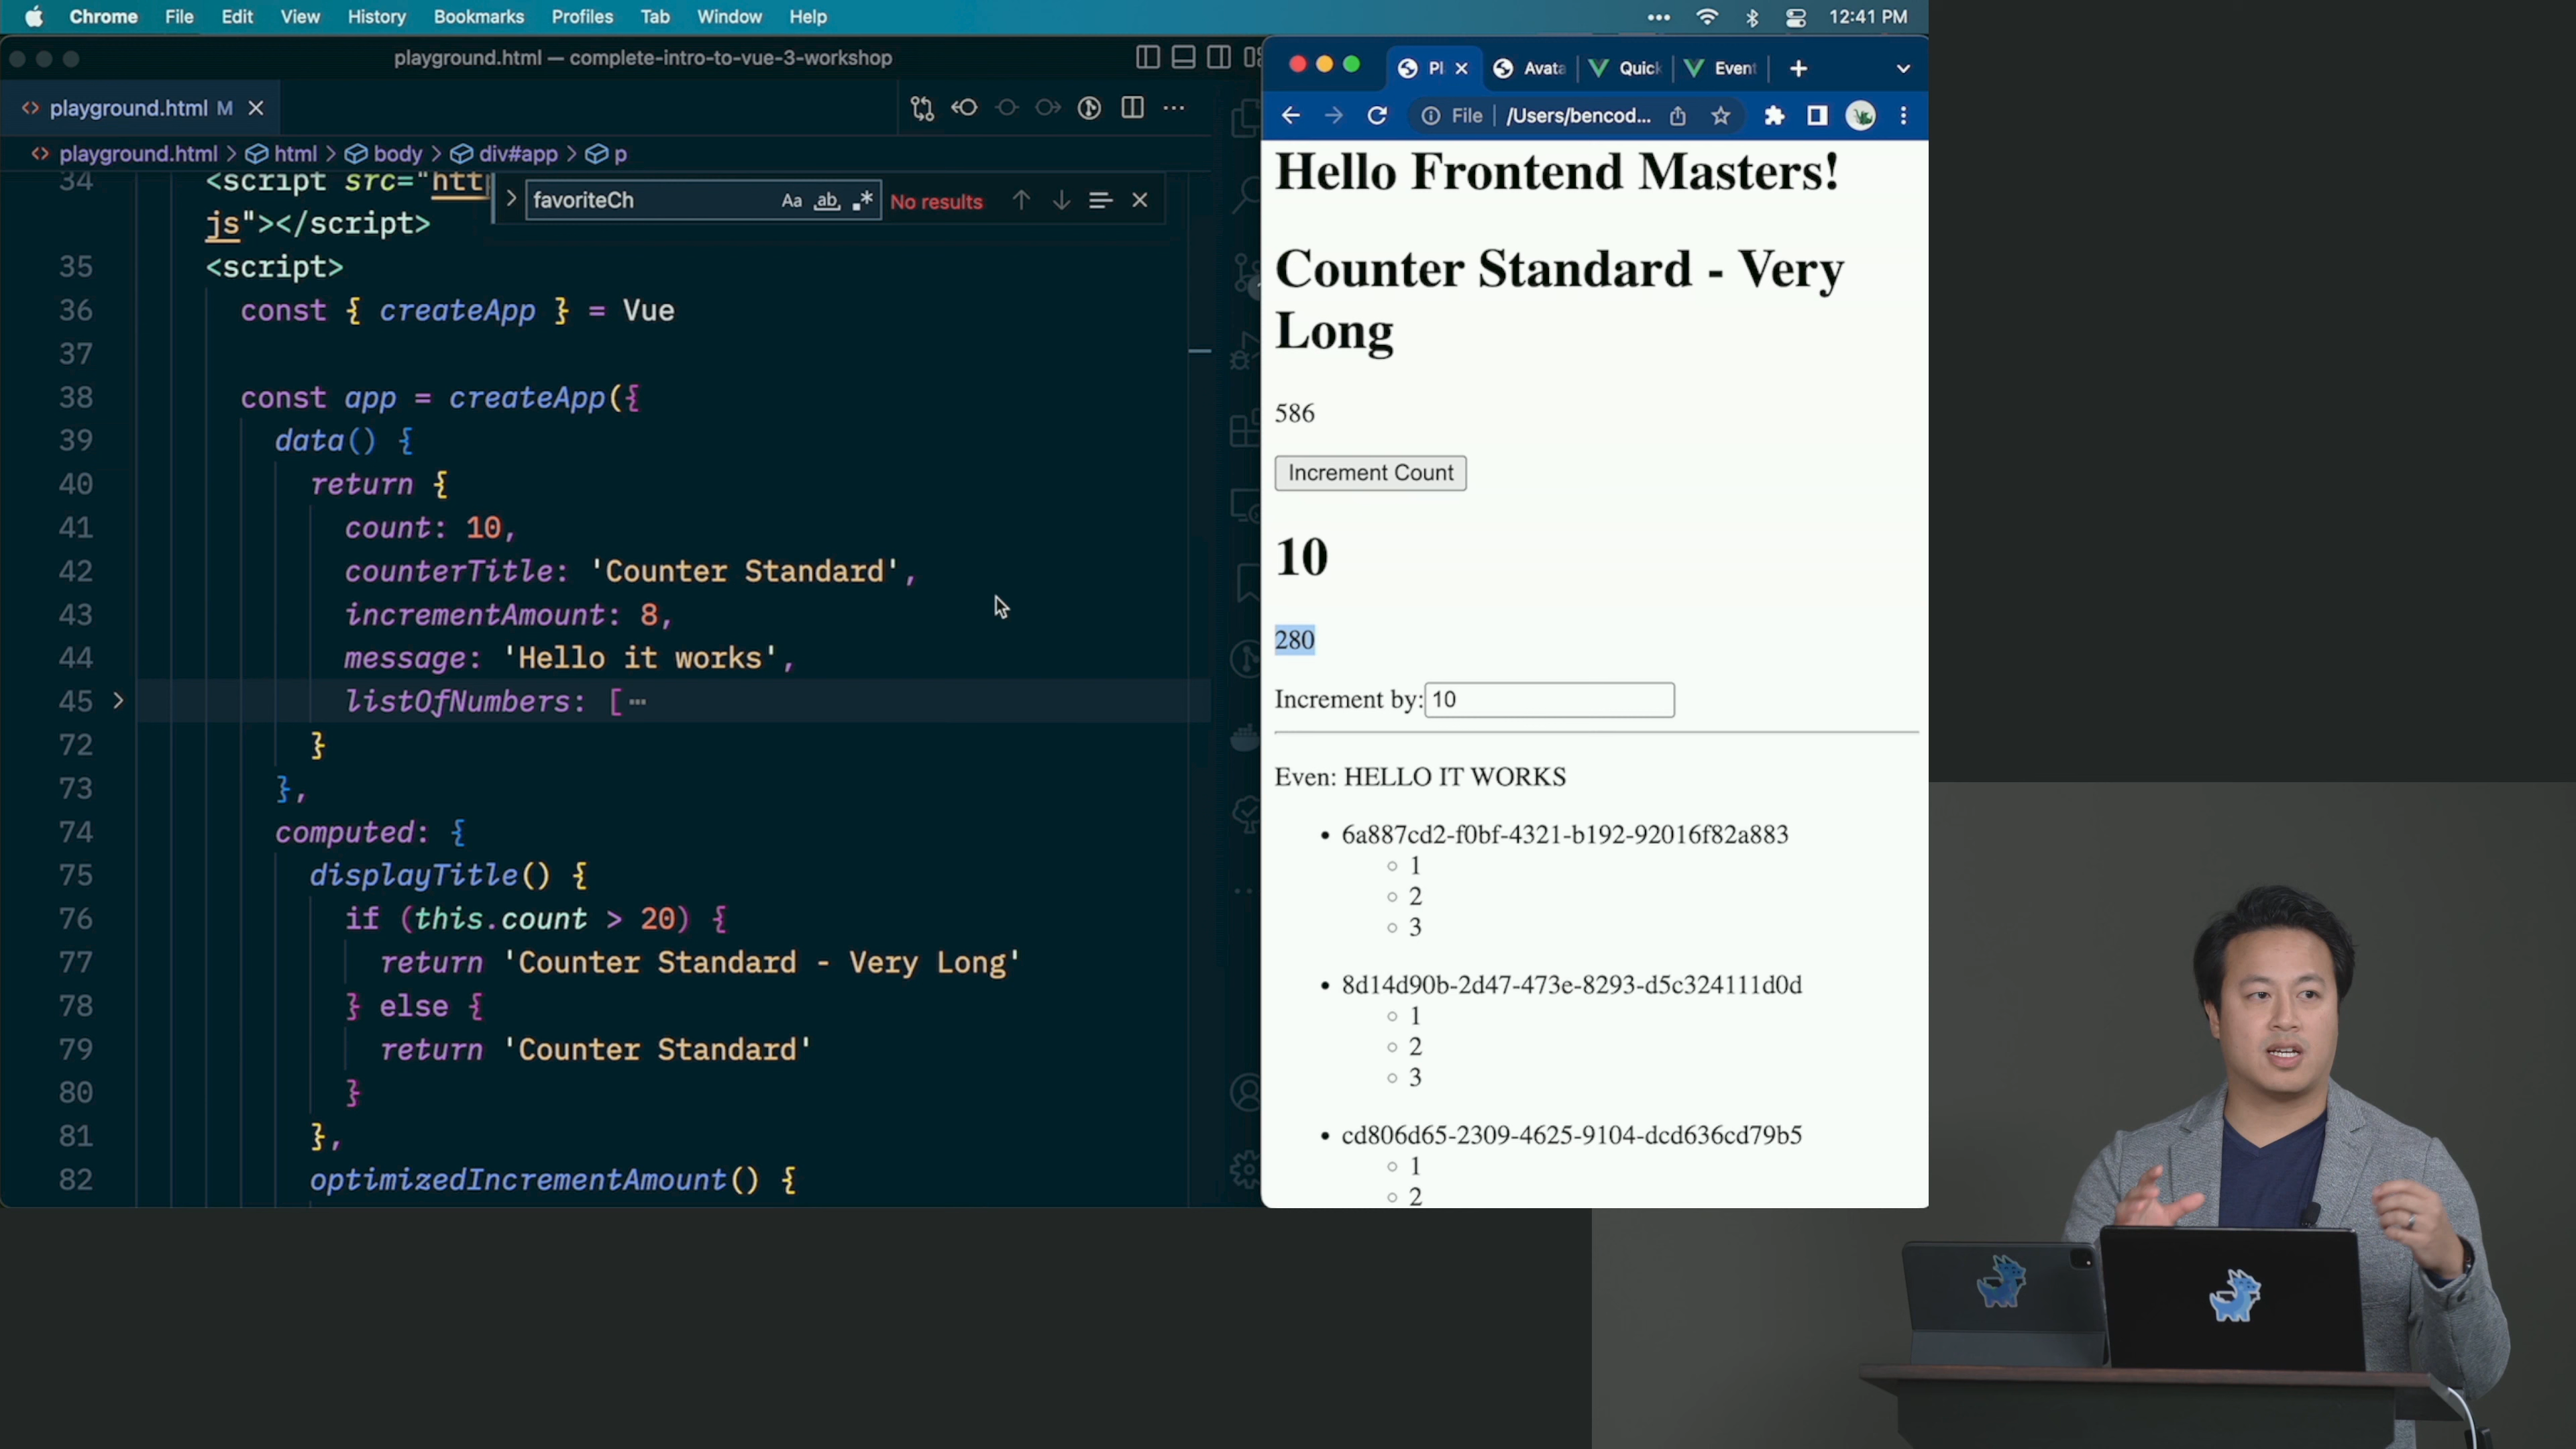 Chrome File Edit View History Bookmarks Profiles Tab Window Help
12:41 PM
playground.html — complete-intro-to-vue-3-workshop
playground.html M
playground.html > html > body > div#app > p
favoriteCh
Aa ab, .* No results
34 <script src="htt
js"></script>
35 <script>
36 const { createApp } = Vue
37
38 const app = createApp({
39 data() {
40 return {
41 count: 10,
42 counterTitle: 'Counter Standard',
43 incrementAmount: 8,
44 message: 'Hello it works',
45 listOfNumbers: [ ⋯
72 }
73 },
74 computed: {
75 displayTitle() {
76 if (this.count > 20) {
77 return 'Counter Standard - Very Long'
78 } else {
79 return 'Counter Standard'
80 }
81 },
82 optimizedIncrementAmount() {
Pl Avata Quick Event
File /Users/bencod...
Hello Frontend Masters!
Counter Standard - Very
Long
586
Increment Count
10
280
Increment by: 10
Even: HELLO IT WORKS
• 6a887cd2-f0bf-4321-b192-92016f82a883
○ 1
○ 2
○ 3
• 8d14d90b-2d47-473e-8293-d5c324111d0d
○ 1
○ 2
○ 3
• cd806d65-2309-4625-9104-dcd636cd79b5
○ 1
○ 2